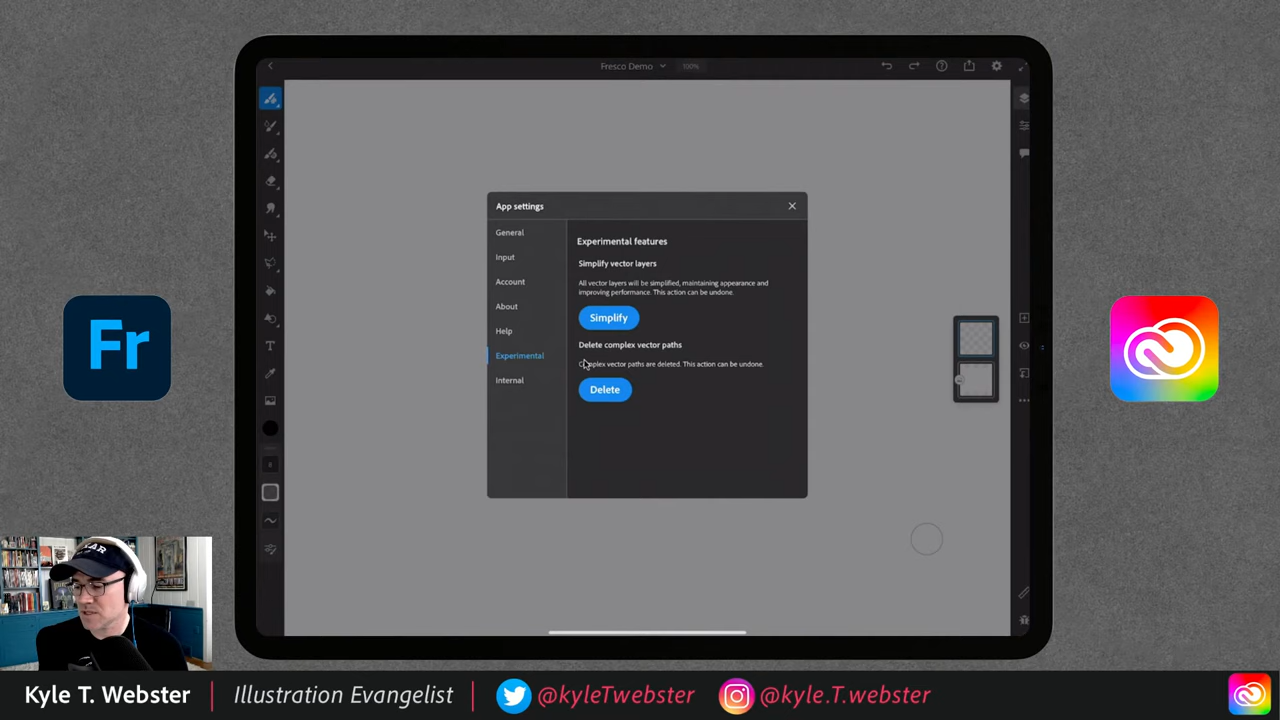 Fresco Demo
100%
App settings
General
Input
Account
About
Help
Experimental
Internal
Experimental features
Simplify vector layers
All vector layers will be simplified, maintaining appearance and
improving performance. This action can be undone.
Simplify
Delete complex vector paths
Complex vector paths are deleted. This action can be undone.
Delete
T
Fr
Kyle T. Webster
Illustration Evangelist
@kyleTwebster
@kyle.T.webster